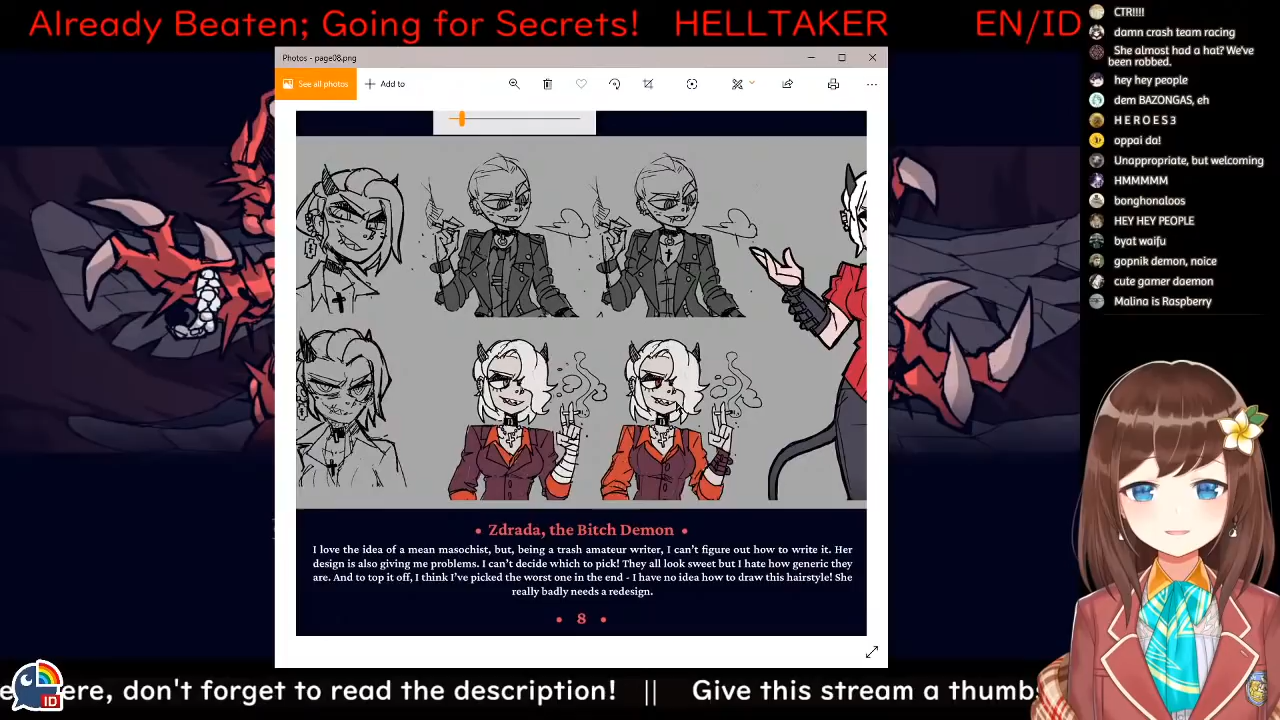 Already Beaten; Going for Secrets! HELLTAKER EN/ID
Photos - page08.png
See all photos
Add to
• Zdrada, the Bitch Demon •
I love the idea of a mean masochist, but, being a trash amateur writer, I can't figure out how to write it. Her
design is also giving me problems. I can't decide which to pick! They all look sweet but I hate how generic they
are. And to top it off, I think I've picked the worst one in the end - I have no idea how to draw this hairstyle! She
really badly needs a redesign.
• 8 •
CTR!!!!
damn crash team racing
She almost had a hat? We've
been robbed.
hey hey people
dem BAZONGAS, eh
H E R O E S 3
oppai da!
Unappropriate, but welcoming
HMMMMM
bonghonaloos
HEY HEY PEOPLE
byat waifu
gopnik demon, noice
cute gamer daemon
Malina is Raspberry
ere, don't forget to read the description! || Give this stream a thumb
ID